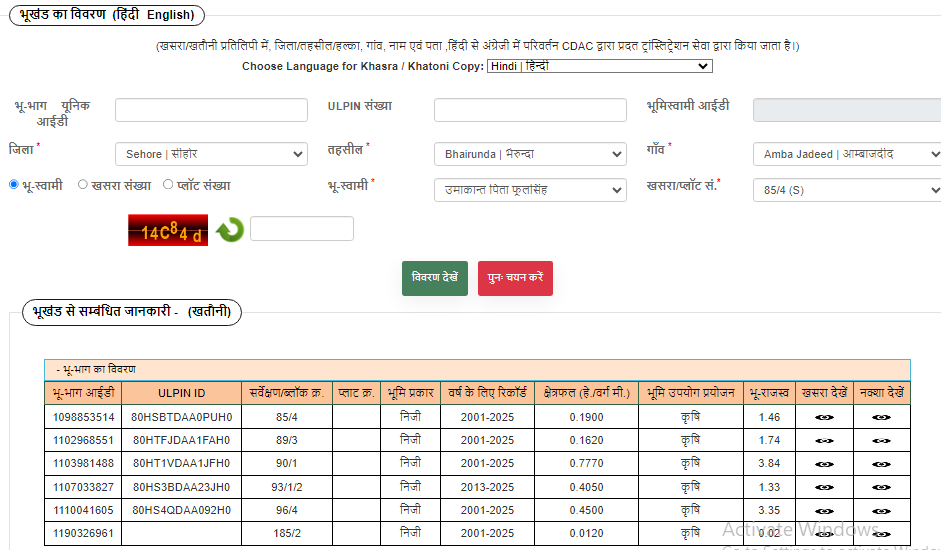 भूखंड का विवरण (हिंदी English)
(खसरा/खतौनी प्रतिलिपी में, जिला/तहसील/हल्का, गांव, नाम एवं पता ,हिंदी से अंग्रेजी में परिवर्तन CDAC द्वारा प्रदत ट्रांस्लिट्रेशन सेवा द्वारा किया जाता है।)
Choose Language for Khasra / Khatoni Copy: Hindi | हिन्दी
भू-भाग यूनिक आईडी ULPIN संख्या भूमिस्वामी आईडी
जिला * Sehore | सीहोर तहसील * Bhairunda | भैरुन्दा गाँव * Amba Jadeed | आम्बाजदीद
भू-स्वामी खसरा संख्या प्लॉट संख्या भू-स्वामी * उमाकान्त पिता फूलसिंह खसरा/प्लॉट सं.* 85/4 (S)
14C84d
विवरण देखें पुनः चयन करें
भूखंड से सम्बंधित जानकारी - (खतौनी)
- भू-भाग का विवरण
भू-भाग आईडी ULPIN ID सर्वेक्षण/ब्लॉक क्र. प्लाट क्र. भूमि प्रकार वर्ष के लिए रिकॉर्ड क्षेत्रफल (हे./वर्ग मी.) भूमि उपयोग प्रयोजन भू-राजस्व खसरा देखें नक्शा देखें
1098853514 80HSBTDAA0PUH0 85/4 निजी 2001-2025 0.1900 कृषि 1.46
1102968551 80HTFJDAA1FAH0 89/3 निजी 2001-2025 0.1620 कृषि 1.74
1103981488 80HT1VDAA1JFH0 90/1 निजी 2001-2025 0.7770 कृषि 3.84
1107033827 80HS3BDAA23JH0 93/1/2 निजी 2013-2025 0.4050 कृषि 1.33
1110041605 80HS4QDAA092H0 96/4 निजी 2001-2025 0.4500 कृषि 3.35
1190326961 185/2 निजी 2001-2025 0.0120 कृषि 0.02
Activate Windows